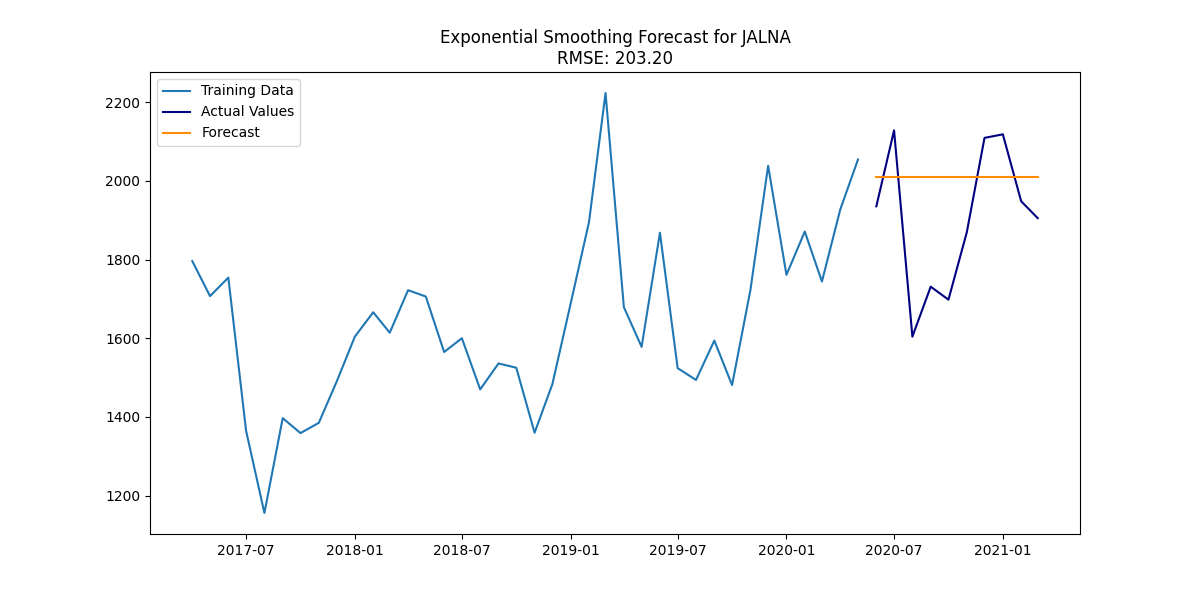 Exponential Smoothing Forecast for JALNA
RMSE: 203.20
Training Data
Actual Values
Forecast
2200
2000
1800
1600
1400
1200
2017-07
2018-01
2018-07
2019-01
2019-07
2020-01
2020-07
2021-01